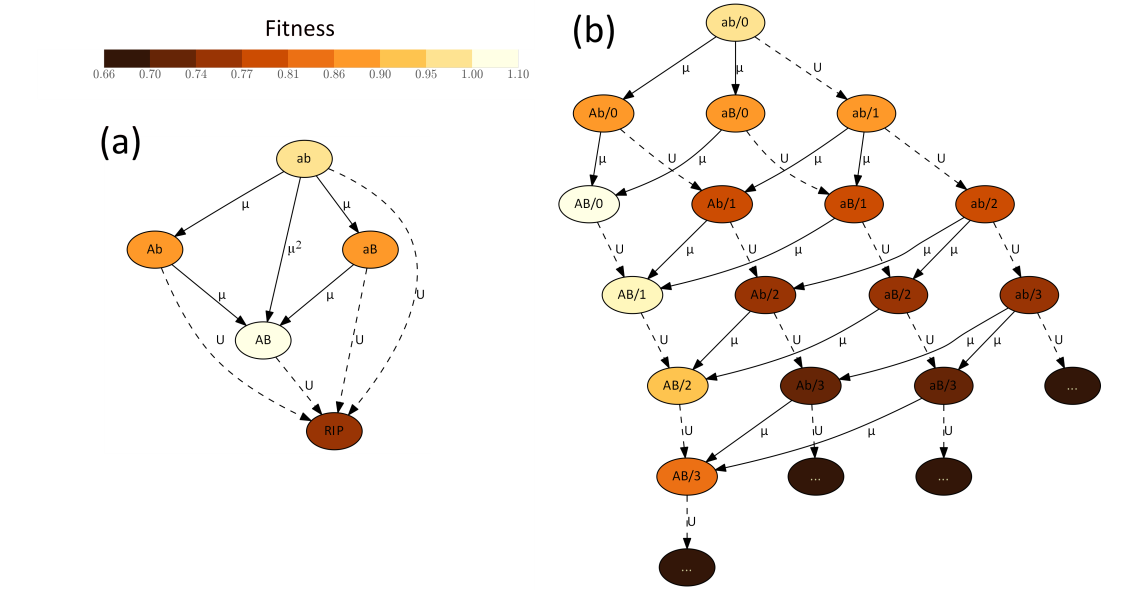 Fitness
0.66 0.70 0.74 0.77 0.81 0.86 0.90 0.95 1.00 1.10
(a)
ab
μ μ
μ²
Ab aB
μ μ
U
U AB U
U
RIP
(b)
ab/0
μ μ U
Ab/0 aB/0 ab/1
μ U μ U μ μ U
AB/0 Ab/1 aB/1 ab/2
U μ U μ U μ μ U
AB/1 Ab/2 aB/2 ab/3
U μ U μ U μ μ U
AB/2 Ab/3 aB/3 ...
U μ U μ U
AB/3 ... ...
U
...